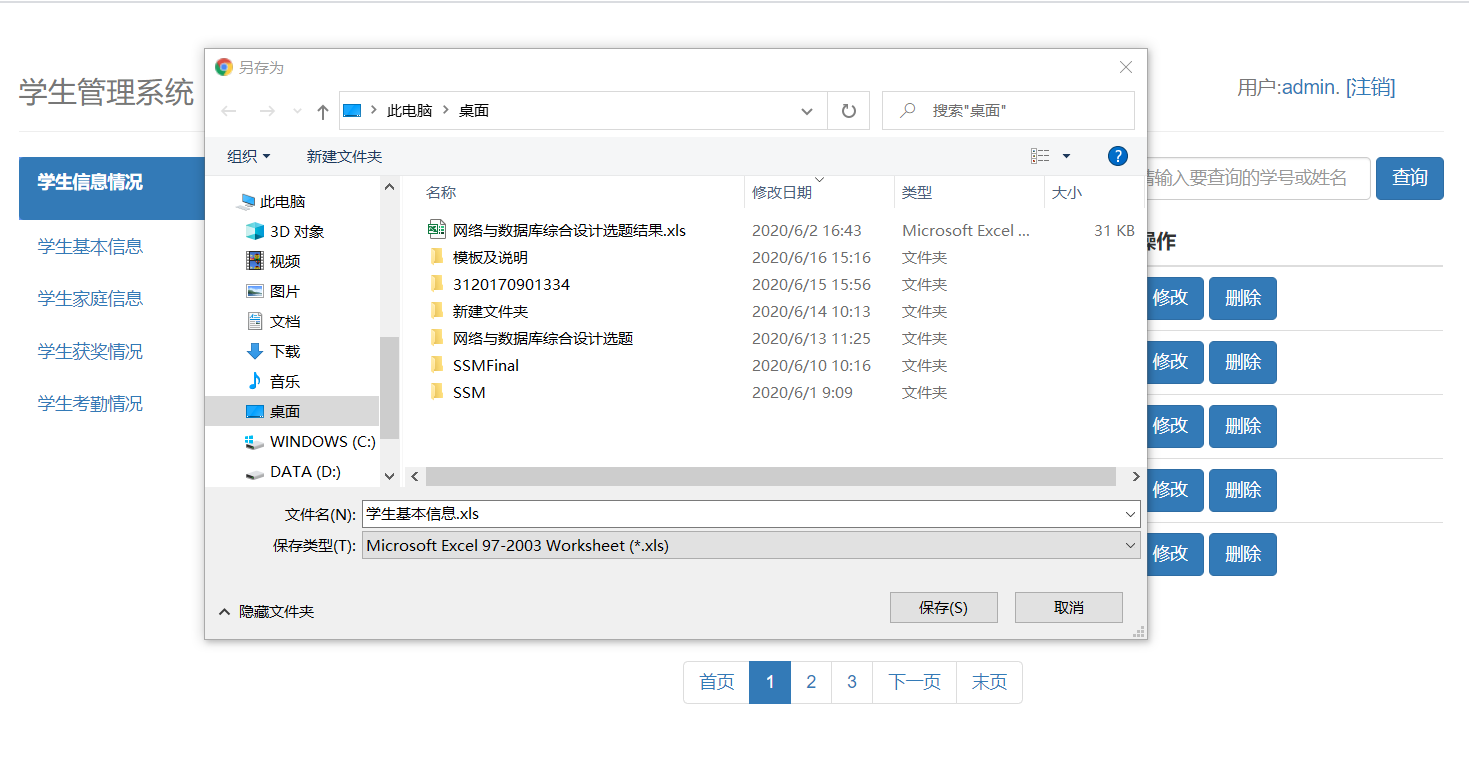 另存为
学生管理系统
用户:admin. [注销]
此电脑 桌面
搜索"桌面"
组织 新建文件夹
学生信息情况
请输入要查询的学号或姓名 查询
学生基本信息
学生家庭信息
学生获奖情况
学生考勤情况
此电脑
3D 对象
视频
图片
文档
下载
音乐
桌面
WINDOWS (C:)
DATA (D:)
名称 修改日期 类型 大小
网络与数据库综合设计选题结果.xls 2020/6/2 16:43 Microsoft Excel ... 31 KB
模板及说明 2020/6/16 15:16 文件夹
3120170901334 2020/6/15 15:56 文件夹
新建文件夹 2020/6/14 10:13 文件夹
网络与数据库综合设计选题 2020/6/13 11:25 文件夹
SSMFinal 2020/6/10 10:16 文件夹
SSM 2020/6/1 9:09 文件夹
操作
修改 删除
修改 删除
修改 删除
修改 删除
修改 删除
文件名(N): 学生基本信息.xls
保存类型(T): Microsoft Excel 97-2003 Worksheet (*.xls)
隐藏文件夹 保存(S) 取消
首页 1 2 3 下一页 末页